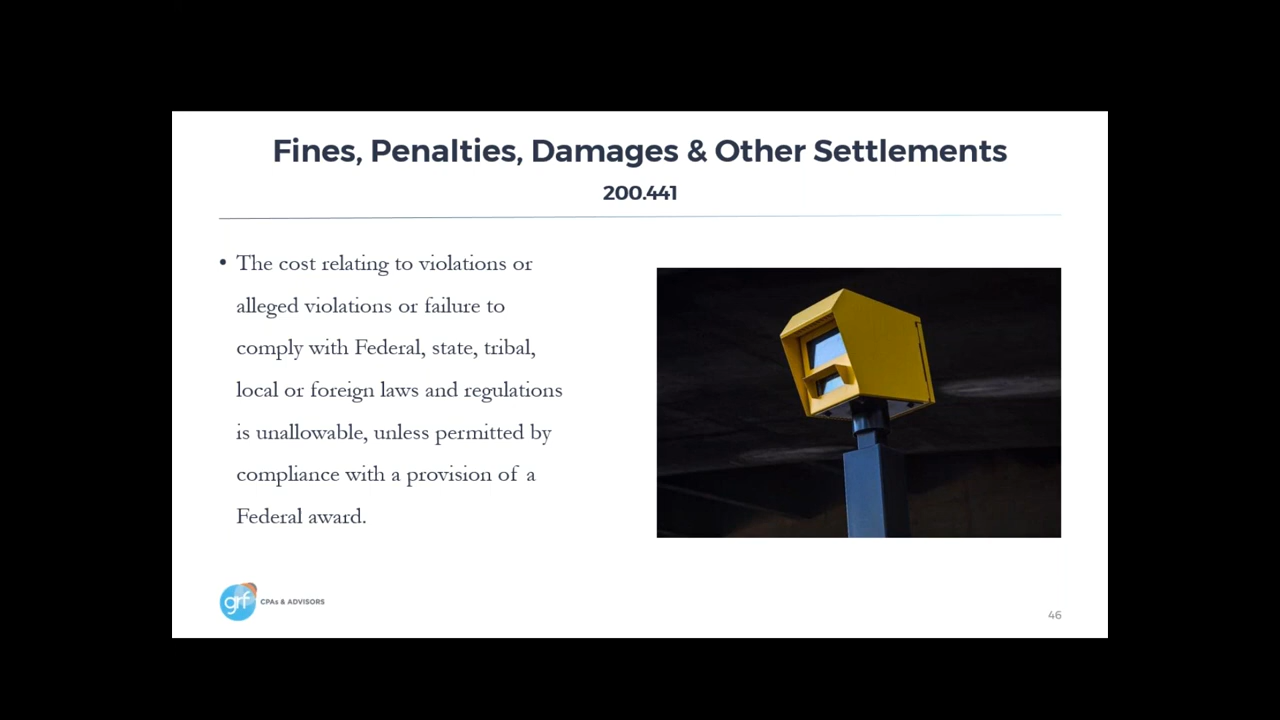 Fines, Penalties, Damages & Other Settlements
200.441
• The cost relating to violations or
alleged violations or failure to
comply with Federal, state, tribal,
local or foreign laws and regulations
is unallowable, unless permitted by
compliance with a provision of a
Federal award.
grf CPAs & ADVISORS
46